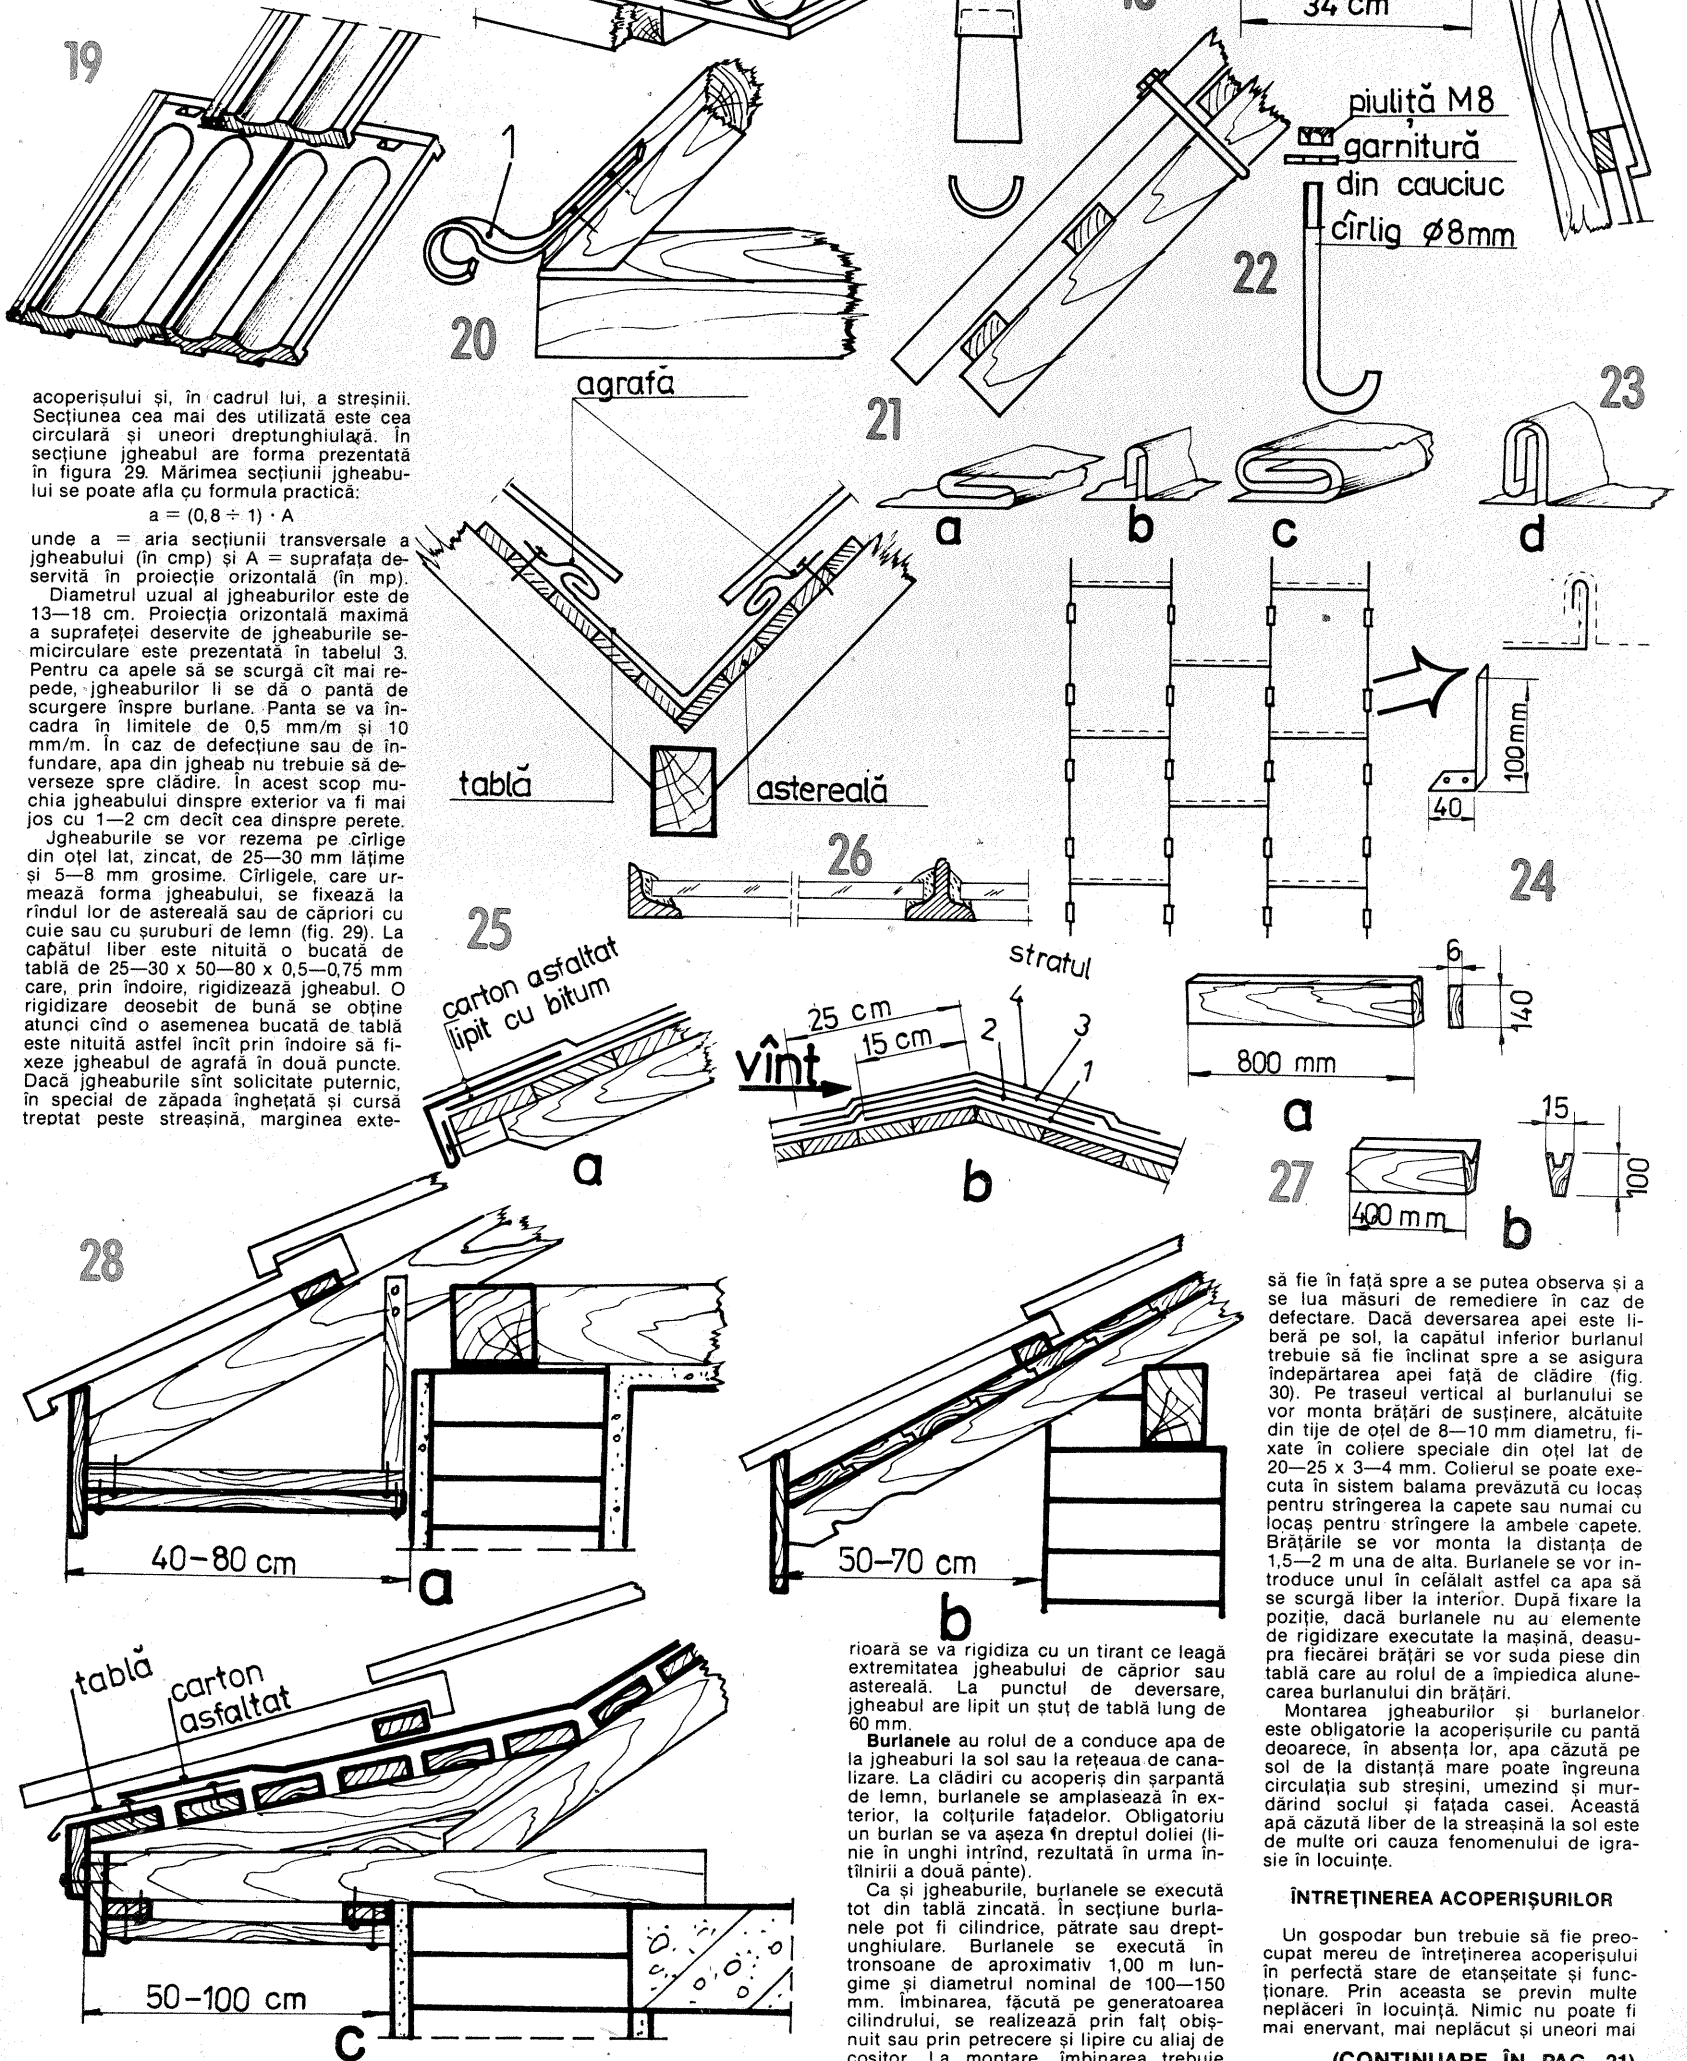 34 cm
19
piuliță M8
garnitură
din cauciuc
cîrlig ø8mm
1
20
22
21
23
a
b
c
d
acoperișului și, în cadrul lui, a streșinii.
Secțiunea cea mai des utilizată este cea
circulară și uneori dreptunghiulară. În
secțiune jgheabul are forma prezentată
în figura 29. Mărimea secțiunii jgheabu-
lui se poate afla cu formula practică:
a = (0,8 ÷ 1) · A
unde a = aria secțiunii transversale a
jgheabului (în cmp) și A = suprafața de-
servită în proiecție orizontală (în mp).
Diametrul uzual al jgheaburilor este de
13—18 cm. Proiecția orizontală maximă
a suprafeței deservite de jgheaburile se-
micirculare este prezentată în tabelul 3.
Pentru ca apele să se scurgă cît mai re-
pede, jgheaburilor li se dă o pantă de
scurgere înspre burlane. Panta se va în-
cadra în limitele de 0,5 mm/m și 10
mm/m. În caz de defecțiune sau de în-
fundare, apa din jgheab nu trebuie să de-
verseze spre clădire. În acest scop mu-
chia jgheabului dinspre exterior va fi mai
jos cu 1—2 cm decît cea dinspre perete.
Jgheaburile se vor rezema pe cîrlige
din oțel lat, zincat, de 25—30 mm lățime
și 5—8 mm grosime. Cîrligele, care ur-
mează forma jgheabului, se fixează la
rîndul lor de astereală sau de căpriori cu
cuie sau cu șuruburi de lemn (fig. 29). La
capătul liber este nituită o bucată de
tablă de 25—30 x 50—80 x 0,5—0,75 mm
care, prin îndoire, rigidizează jgheabul. O
rigidizare deosebit de bună se obține
atunci cînd o asemenea bucată de tablă
este nituită astfel încît prin îndoire să fi-
xeze jgheabul de agrafă în două puncte.
Dacă jgheaburile sînt solicitate puternic,
în special de zăpada înghețată și cursă
treptat peste streașină, marginea exte-
agrafă
tablă
astereală
100mm
40
24
26
25
carton asfaltat
lipit cu bitum
a
stratul
4
25 cm
15 cm
2
3
1
vînt
b
6
140
800 mm
a
15
100
27
400 mm
b
28
40-80 cm
a
50-70 cm
b
tablă
carton
asfaltat
50-100 cm
c
rioară se va rigidiza cu un tirant ce leagă
extremitatea jgheabului de căprior sau
astereală. La punctul de deversare,
jgheabul are lipit un ștuț de tablă lung de
60 mm.
Burlanele au rolul de a conduce apa de
la jgheaburi la sol sau la rețeaua de cana-
lizare. La clădiri cu acoperiș din șarpantă
de lemn, burlanele se amplasează în ex-
terior, la colțurile fațadelor. Obligatoriu
un burlan se va așeza în dreptul doliei (li-
nie în unghi intrînd, rezultată în urma în-
tîlnirii a două pante).
Ca și jgheaburile, burlanele se execută
tot din tablă zincată. În secțiune burla-
nele pot fi cilindrice, pătrate sau drept-
unghiulare. Burlanele se execută în
tronsoane de aproximativ 1,00 m lun-
gime și diametrul nominal de 100—150
mm. Îmbinarea, făcută pe generatoarea
cilindrului, se realizează prin falț obiș-
nuit sau prin petrecere și lipire cu aliaj de
cositor. La montare, îmbinarea trebuie
să fie în față spre a se putea observa și a
se lua măsuri de remediere în caz de
defectare. Dacă deversarea apei este li-
beră pe sol, la capătul inferior burlanul
trebuie să fie înclinat spre a se asigura
îndepărtarea apei față de clădire (fig.
30). Pe traseul vertical al burlanului se
vor monta brățări de susținere, alcătuite
din tije de oțel de 8—10 mm diametru, fi-
xate în coliere speciale din oțel lat de
20—25 x 3—4 mm. Colierul se poate exe-
cuta în sistem balama prevăzută cu locaș
pentru strîngerea la capete sau numai cu
locaș pentru strîngere la ambele capete.
Brățările se vor monta la distanța de
1,5—2 m una de alta. Burlanele se vor in-
troduce unul în celălalt astfel ca apa să
se scurgă liber la interior. După fixare la
poziție, dacă burlanele nu au elemente
de rigidizare executate la mașină, deasu-
pra fiecărei brățări se vor suda piese din
tablă care au rolul de a împiedica alune-
carea burlanului din brățări.
Montarea jgheaburilor și burlanelor
este obligatorie la acoperișurile cu pantă
deoarece, în absența lor, apa căzută pe
sol de la distanță mare poate îngreuna
circulația sub streșini, umezind și mur-
dărind soclul și fațada casei. Această
apă căzută liber de la streașină la sol este
de multe ori cauza fenomenului de igra-
sie în locuințe.
ÎNTREȚINEREA ACOPERIȘURILOR
Un gospodar bun trebuie să fie preo-
cupat mereu de întreținerea acoperișului
în perfectă stare de etanșeitate și func-
ționare. Prin aceasta se previn multe
neplăceri în locuință. Nimic nu poate fi
mai enervant, mai neplăcut și uneori mai
(CONTINUARE ÎN PAG. 21)